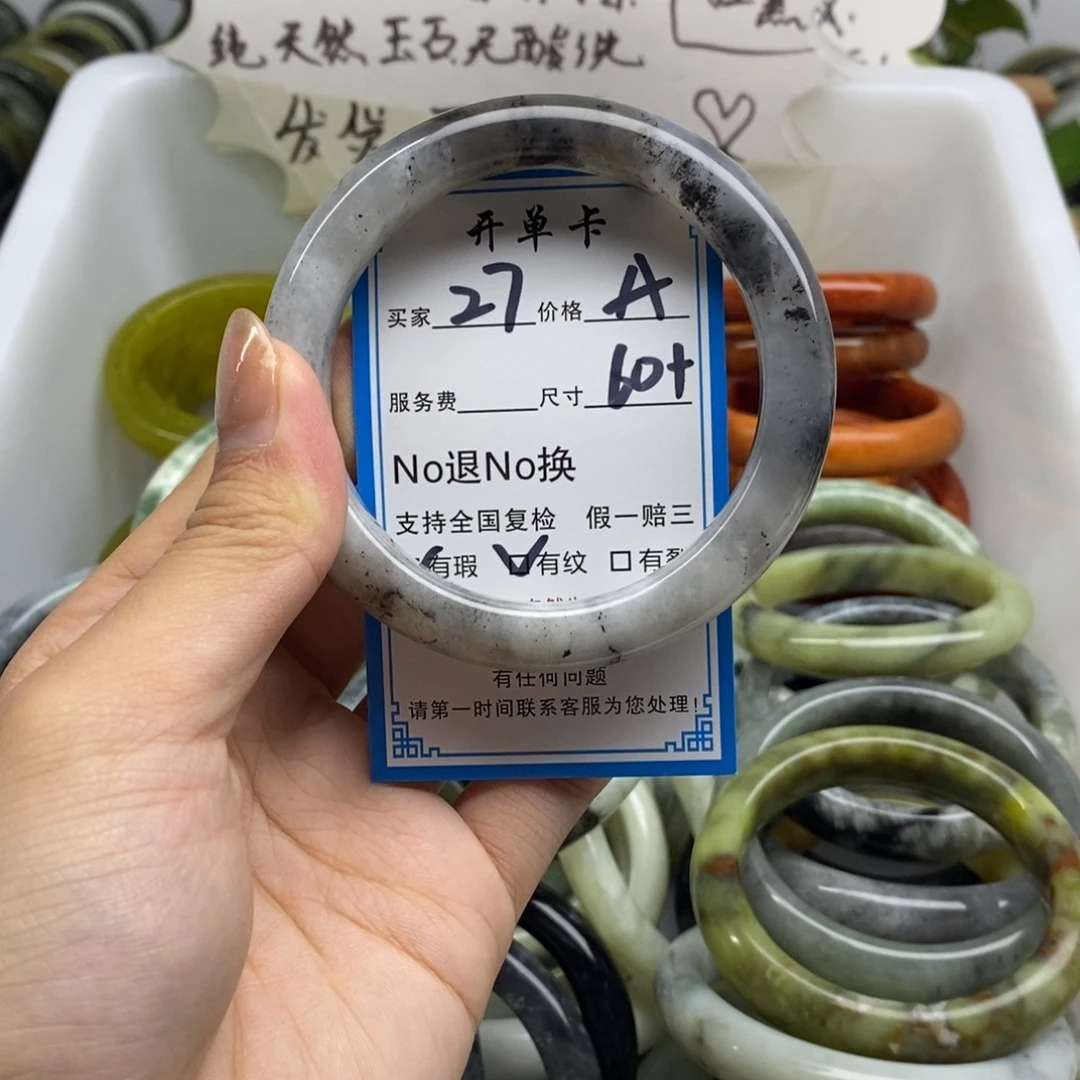 纯天然玉石无酸洗
发货
开单卡
买家 27 价格 A
服务费 尺寸 60+
No退No换
支持全国复检 假一赔三
有瑕 □有纹 □有裂
有任何问题
请第一时间联系客服为您处理!